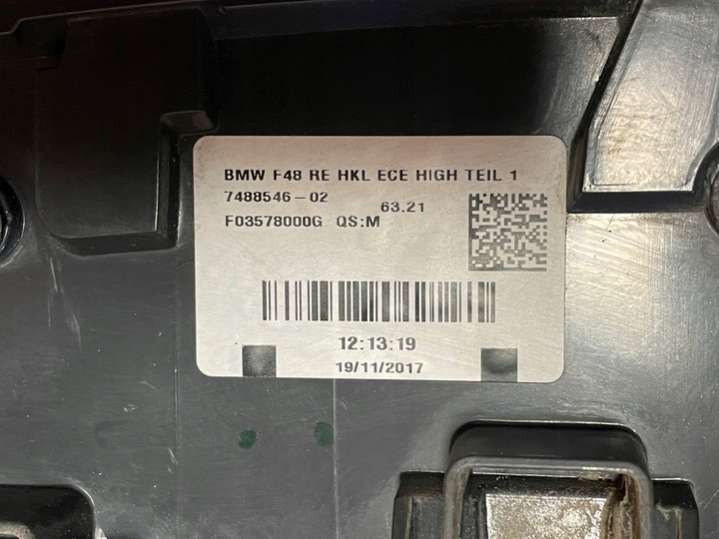 BMW F48 RE HKL ECE HIGH TEIL 1
7488546-02
63.21
F03578000G QS:M
12:13:19
19/11/2017